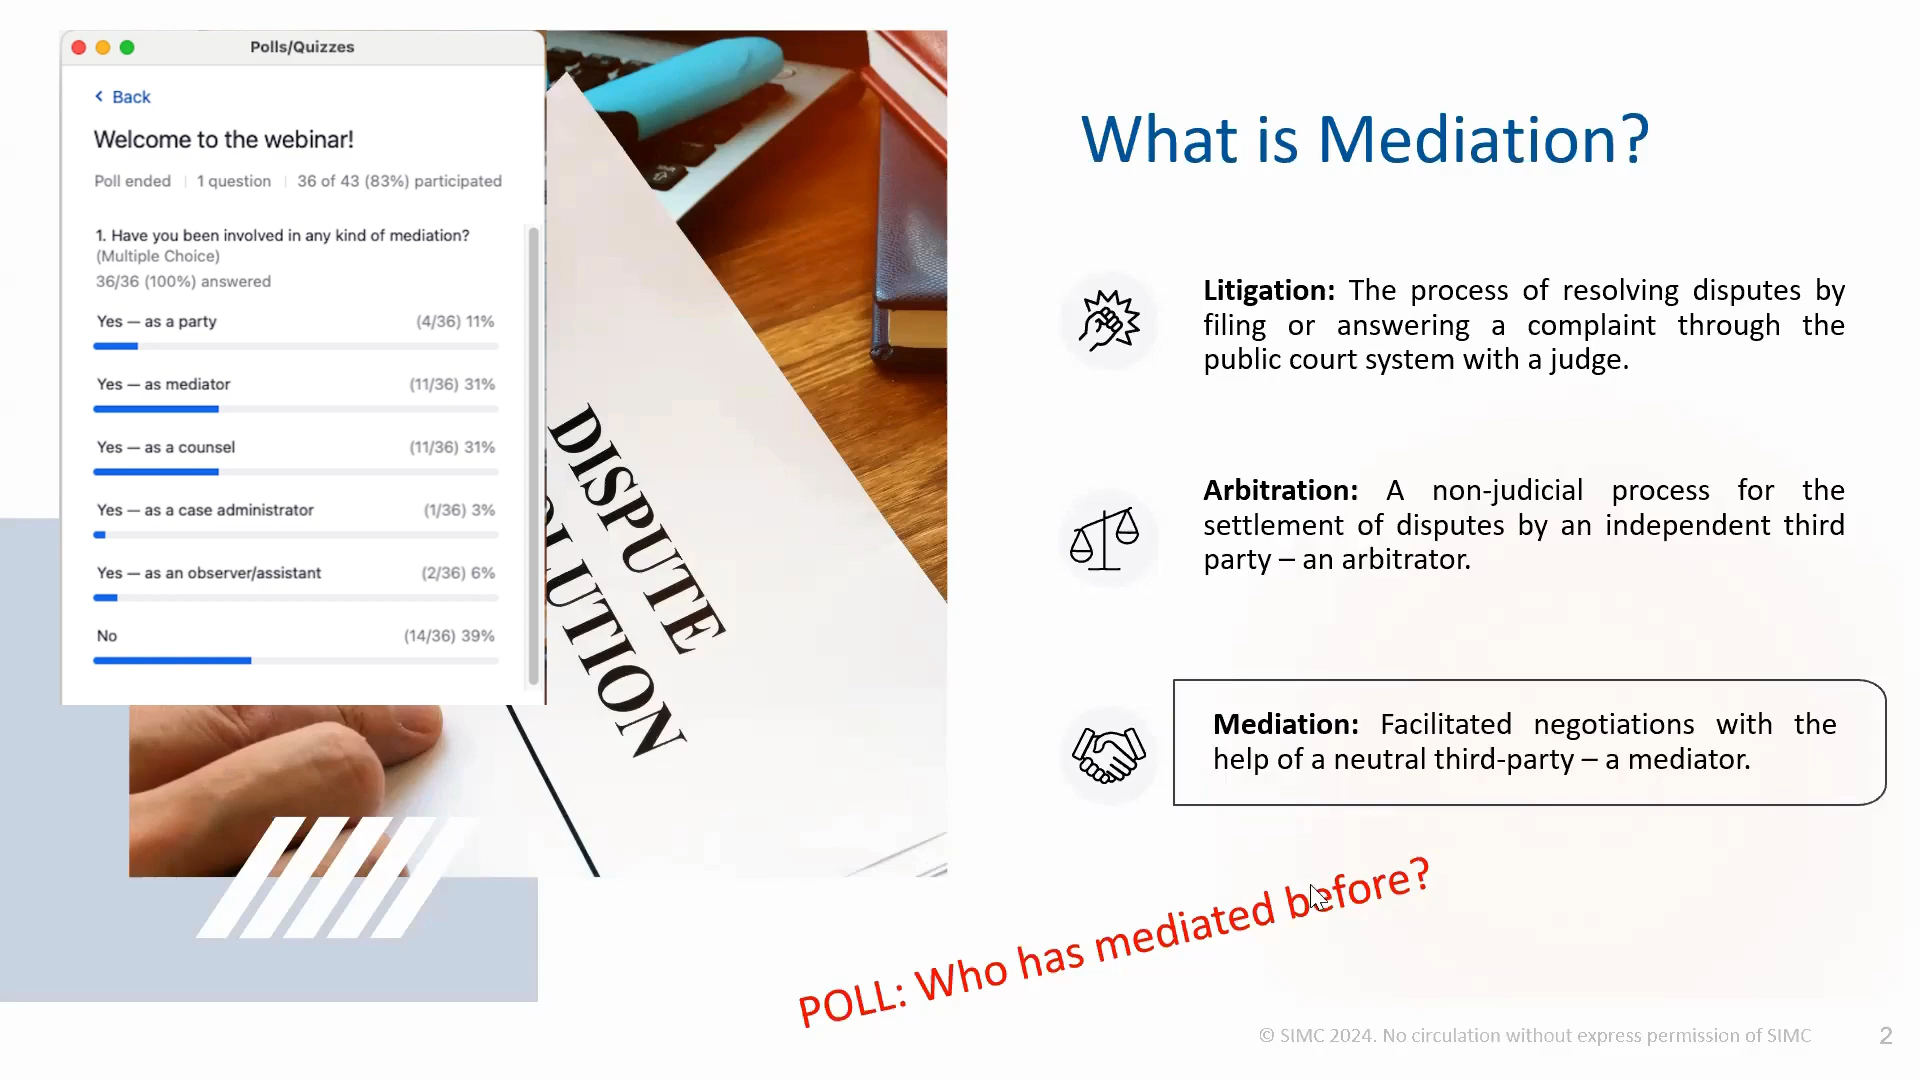 Polls/Quizzes
Back
Welcome to the webinar!
Poll ended | 1 question | 36 of 43 (83%) participated
1. Have you been involved in any kind of mediation?
(Multiple Choice)
36/36 (100%) answered
Yes — as a party (4/36) 11%
Yes — as mediator (11/36) 31%
Yes — as a counsel (11/36) 31%
Yes — as a case administrator (1/36) 3%
Yes — as an observer/assistant (2/36) 6%
No (14/36) 39%
DISPUTE
OLUTION
What is Mediation?
Litigation: The process of resolving disputes by
filing or answering a complaint through the
public court system with a judge.
Arbitration: A non-judicial process for the
settlement of disputes by an independent third
party – an arbitrator.
Mediation: Facilitated negotiations with the
help of a neutral third-party – a mediator.
POLL: Who has mediated before?
© SIMC 2024. No circulation without express permission of SIMC
2